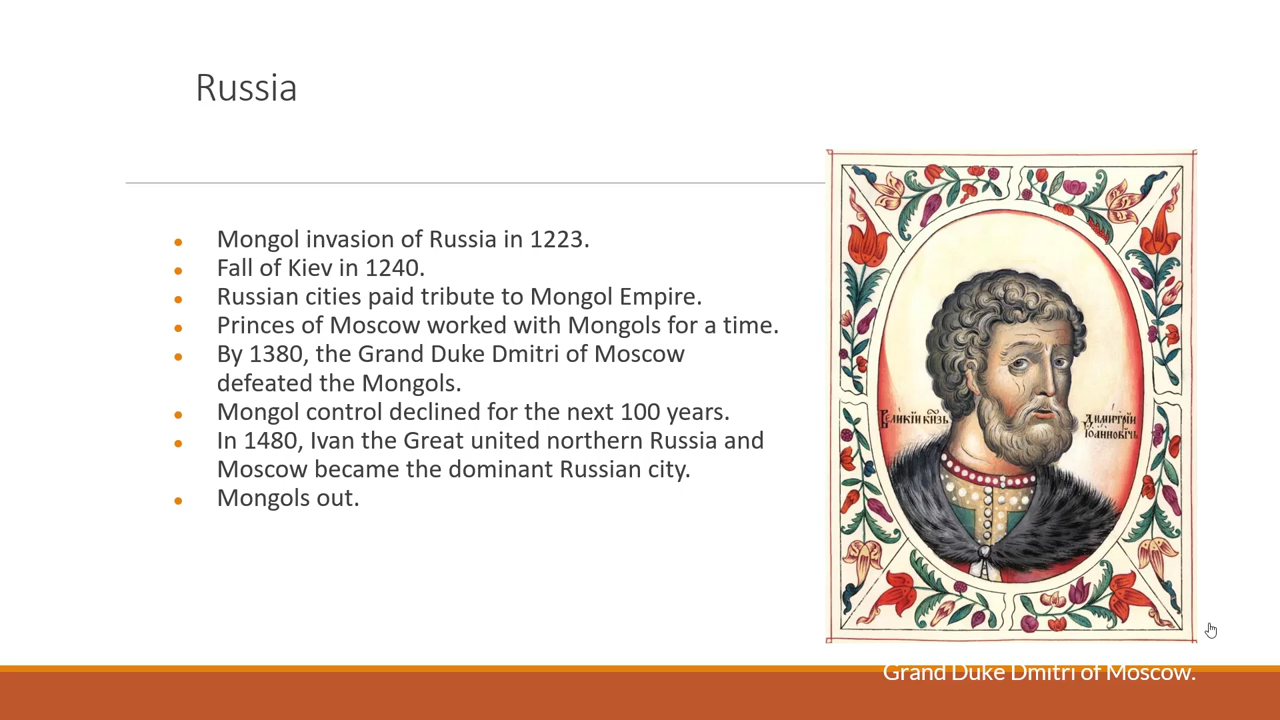 Russia
Mongol invasion of Russia in 1223.
Fall of Kiev in 1240.
Russian cities paid tribute to Mongol Empire.
Princes of Moscow worked with Mongols for a time.
By 1380, the Grand Duke Dmitri of Moscow
defeated the Mongols.
Mongol control declined for the next 100 years.
In 1480, Ivan the Great united northern Russia and
Moscow became the dominant Russian city.
Mongols out.
Grand Duke Dmitri of Moscow.